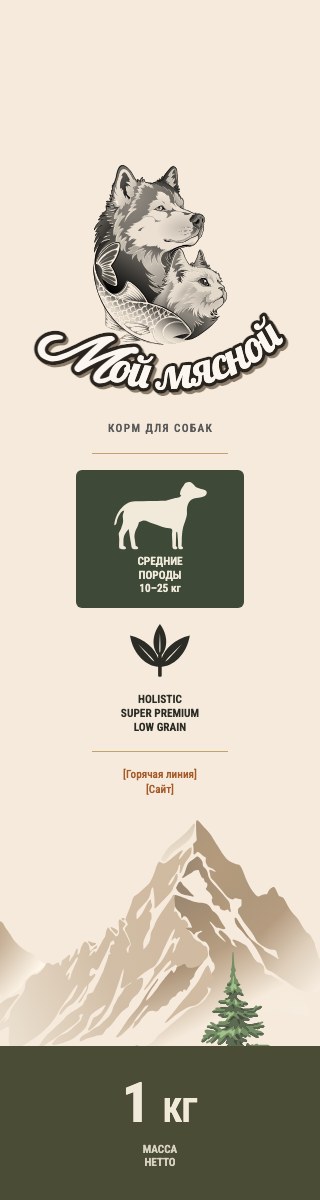 Мой мясной
КОРМ ДЛЯ СОБАК
СРЕДНИЕ
ПОРОДЫ
10–25 кг
HOLISTIC
SUPER PREMIUM
LOW GRAIN
[Горячая линия]
[Сайт]
1 кг
МАССА
НЕТТО